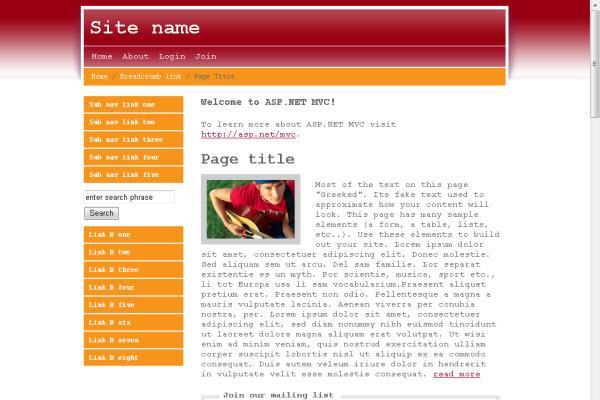 Site name
Home About Login Join
Home / Breadcrumb link / Page Title
Sub nav link one
Sub nav link two
Sub nav link three
Sub nav link four
Sub nav link five
enter search phrase
Search
Link B one
Link B two
Link B three
Link B four
Link B five
Link B six
Link B seven
Link B eight
Welcome to ASP.NET MVC!
To learn more about ASP.NET MVC visit
http://asp.net/mvc.
Page title
Most of the text on this page
"Greeked". Its fake text used to
approximate how your content will
look. This page has many sample
elements (a form, a table, lists,
etc..). Use these elements to build
out your site. Lorem ipsum dolor
sit amet, consectetuer adipiscing elit. Donec molestie.
Sed aliquam sem ut arcu. Del sam familie. Lor separat
existentie es un myth. Por scientie, musica, sport etc.,
li tot Europa usa li sam vocabularium.Praesent aliquet
pretium erat. Praesent non odio. Pellentesque a magna a
mauris vulputate lacinia. Aenean viverra per conubia
nostra, per. Lorem ipsum dolor sit amet, consectetuer
adipiscing elit, sed diam nonummy nibh euismod tincidunt
ut laoreet dolore magna aliquam erat volutpat. Ut wisi
enim ad minim veniam, quis nostrud exercitation ulliam
corper suscipit lobortis nisl ut aliquip ex ea commodo
consequat. Duis autem veleum iriure dolor in hendrerit
in vulputate velit esse molestie consequat. read more
Join our mailing list